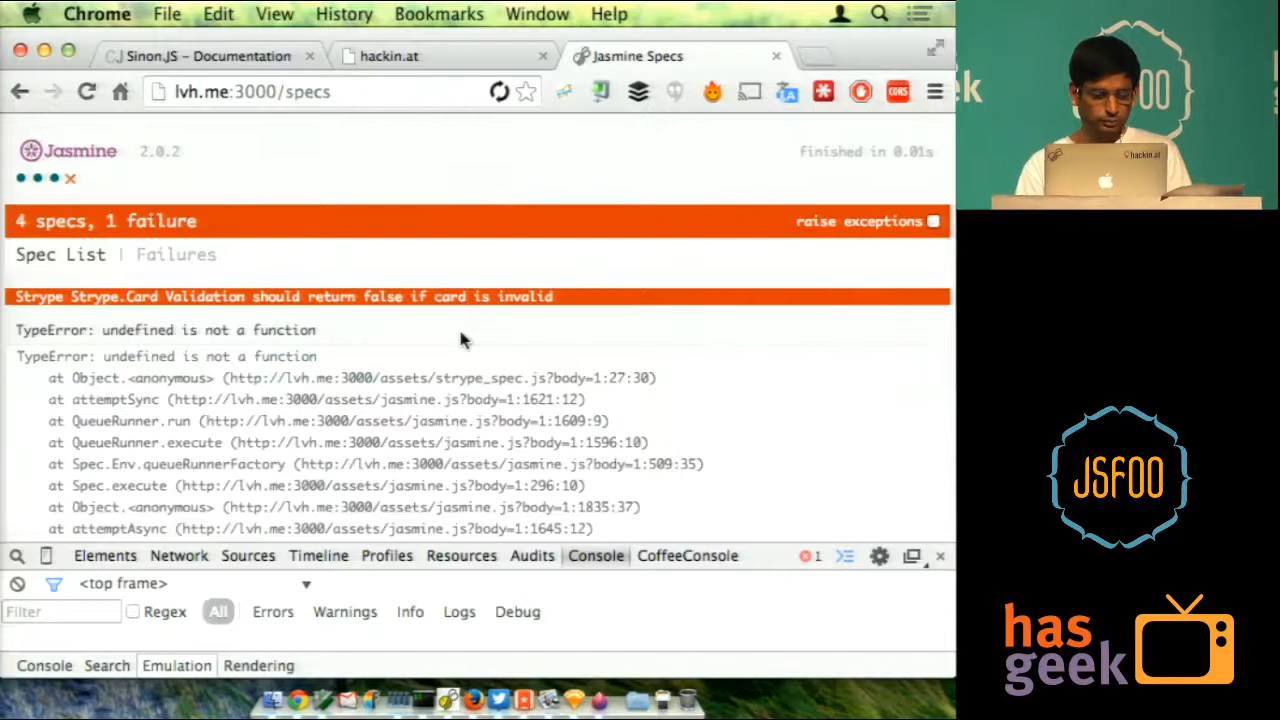 Chrome File Edit View History Bookmarks Window Help
Sinon.JS – Documentation
hackin.at
Jasmine Specs
lvh.me:3000/specs
CORS
Jasmine 2.0.2
finished in 0.01s
4 specs, 1 failure
raise exceptions
Spec List | Failures
Strype Strype.Card Validation should return false if card is invalid
TypeError: undefined is not a function
TypeError: undefined is not a function
at Object.<anonymous> (http://lvh.me:3000/assets/strype_spec.js?body=1:27:30)
at attemptSync (http://lvh.me:3000/assets/jasmine.js?body=1:1621:12)
at QueueRunner.run (http://lvh.me:3000/assets/jasmine.js?body=1:1609:9)
at QueueRunner.execute (http://lvh.me:3000/assets/jasmine.js?body=1:1596:10)
at Spec.Env.queueRunnerFactory (http://lvh.me:3000/assets/jasmine.js?body=1:509:35)
at Spec.execute (http://lvh.me:3000/assets/jasmine.js?body=1:296:10)
at Object.<anonymous> (http://lvh.me:3000/assets/jasmine.js?body=1:1835:37)
at attemptAsync (http://lvh.me:3000/assets/jasmine.js?body=1:1645:12)
Elements Network Sources Timeline Profiles Resources Audits Console CoffeeConsole 1
<top frame>
Filter Regex All Errors Warnings Info Logs Debug
Console Search Emulation Rendering
ek
OO
hackin.at
JSFOO
has
geek